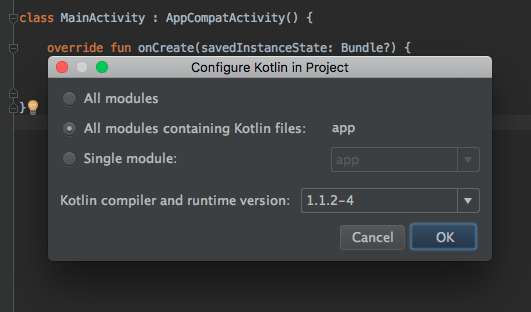 class MainActivity : AppCompatActivity() {
override fun onCreate(savedInstanceState: Bundle?) {
Configure Kotlin in Project
All modules
All modules containing Kotlin files: app
Single module: app
Kotlin compiler and runtime version: 1.1.2-4
Cancel OK
}